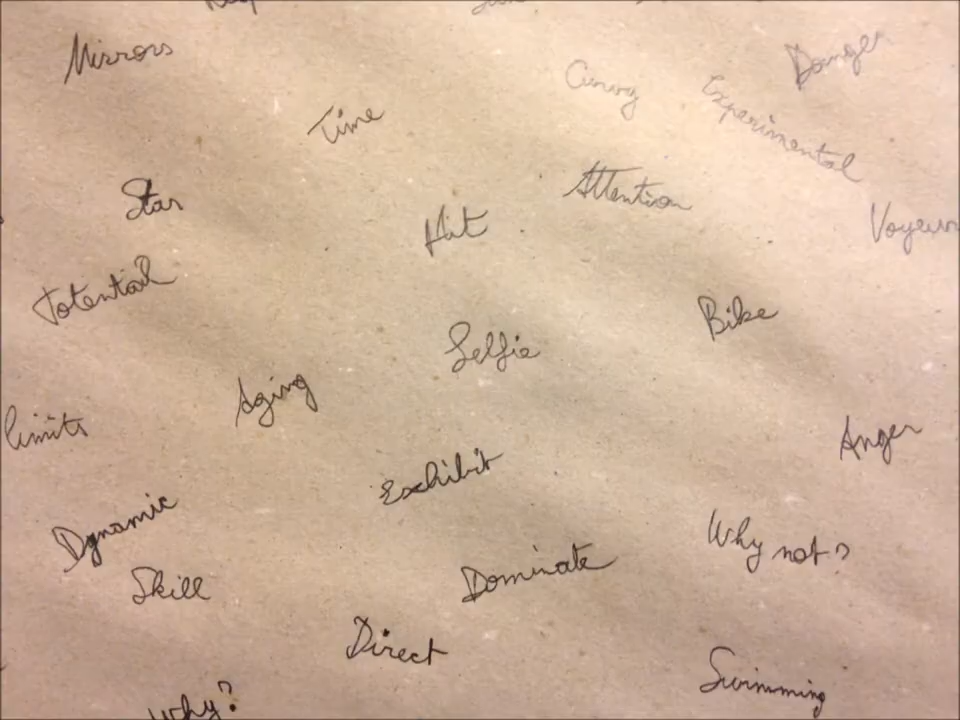 Mirrors
Danger
Curvy
Experimental
Time
Star
Attention
Hit
Voyeur
Potential
Bike
Selfie
Aging
limits
Anger
Exhibit
Dynamic
Why not?
Skill
Dominate
Direct
Swimming
Why?